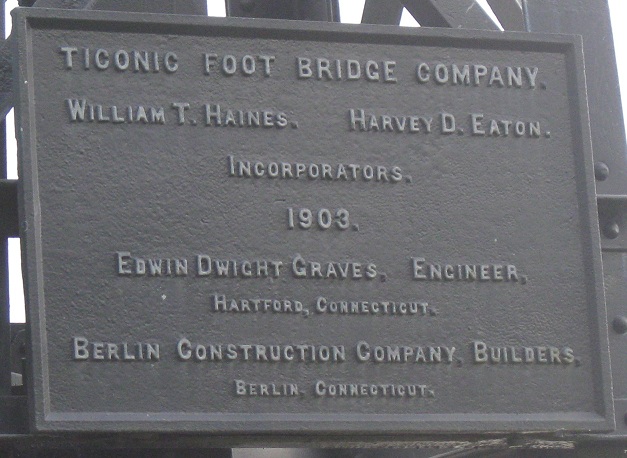 TICONIC FOOT BRIDGE COMPANY.
WILLIAM T. HAINES. HARVEY D. EATON.
INCORPORATORS.
1903.
EDWIN DWIGHT GRAVES, ENGINEER,
HARTFORD, CONNECTICUT.
BERLIN CONSTRUCTION COMPANY, BUILDERS.
BERLIN. CONNECTICUT.